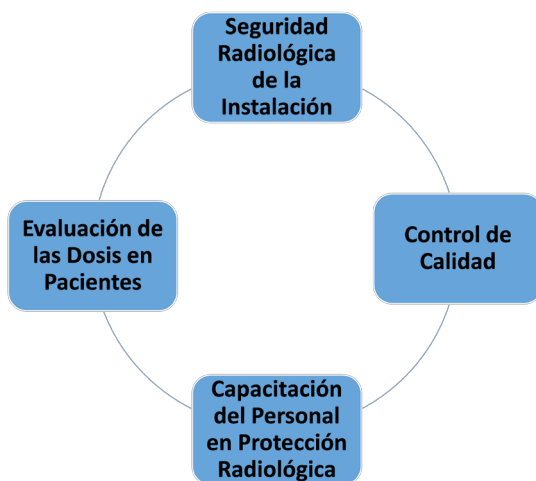 Seguridad
Radiológica
de la
Instalación
Evaluación de
las Dosis en
Pacientes
Control de
Calidad
Capacitación
del Personal
en Protección
Radiológica